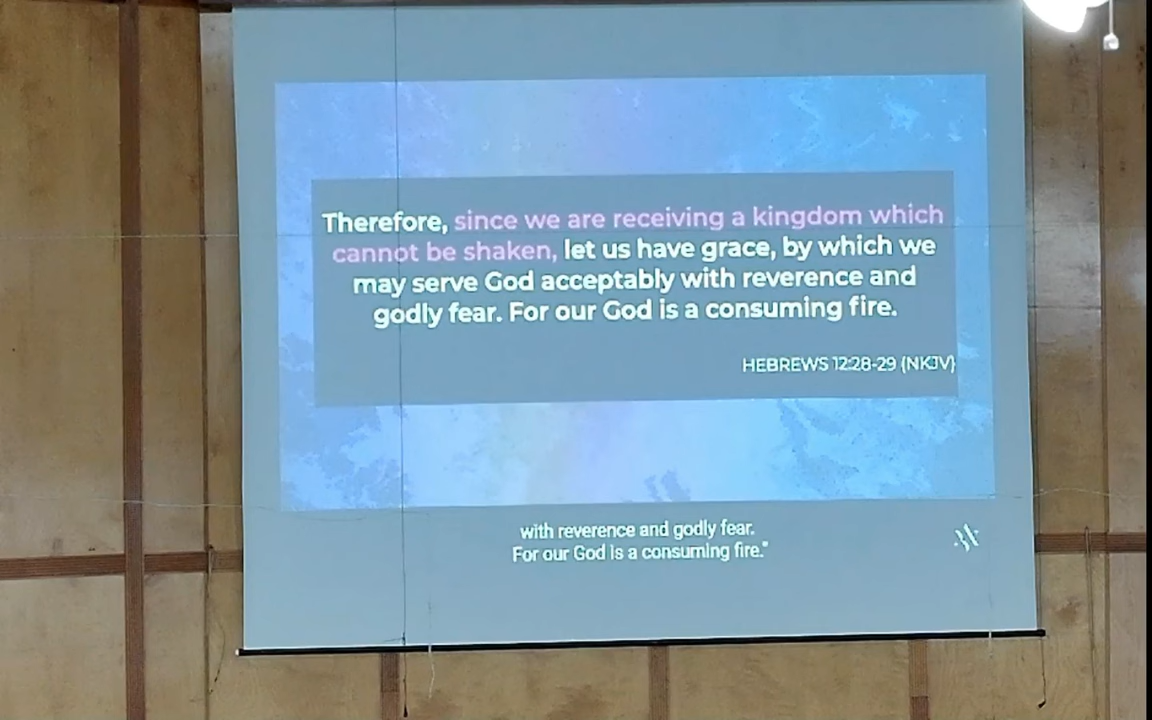 Therefore, since we are receiving a kingdom which
cannot be shaken, let us have grace, by which we
may serve God acceptably with reverence and
godly fear. For our God is a consuming fire.
HEBREWS 12:28-29 (NKJV)
with reverence and godly fear.
For our God is a consuming fire."